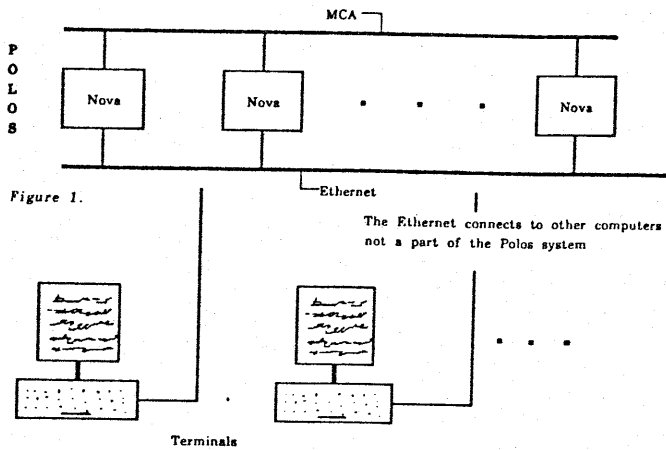 MCA
POLOS
Nova
Nova
Nova
Ethernet
Figure 1.
The Ethernet connects to other computers
not a part of the Polos system
Terminals